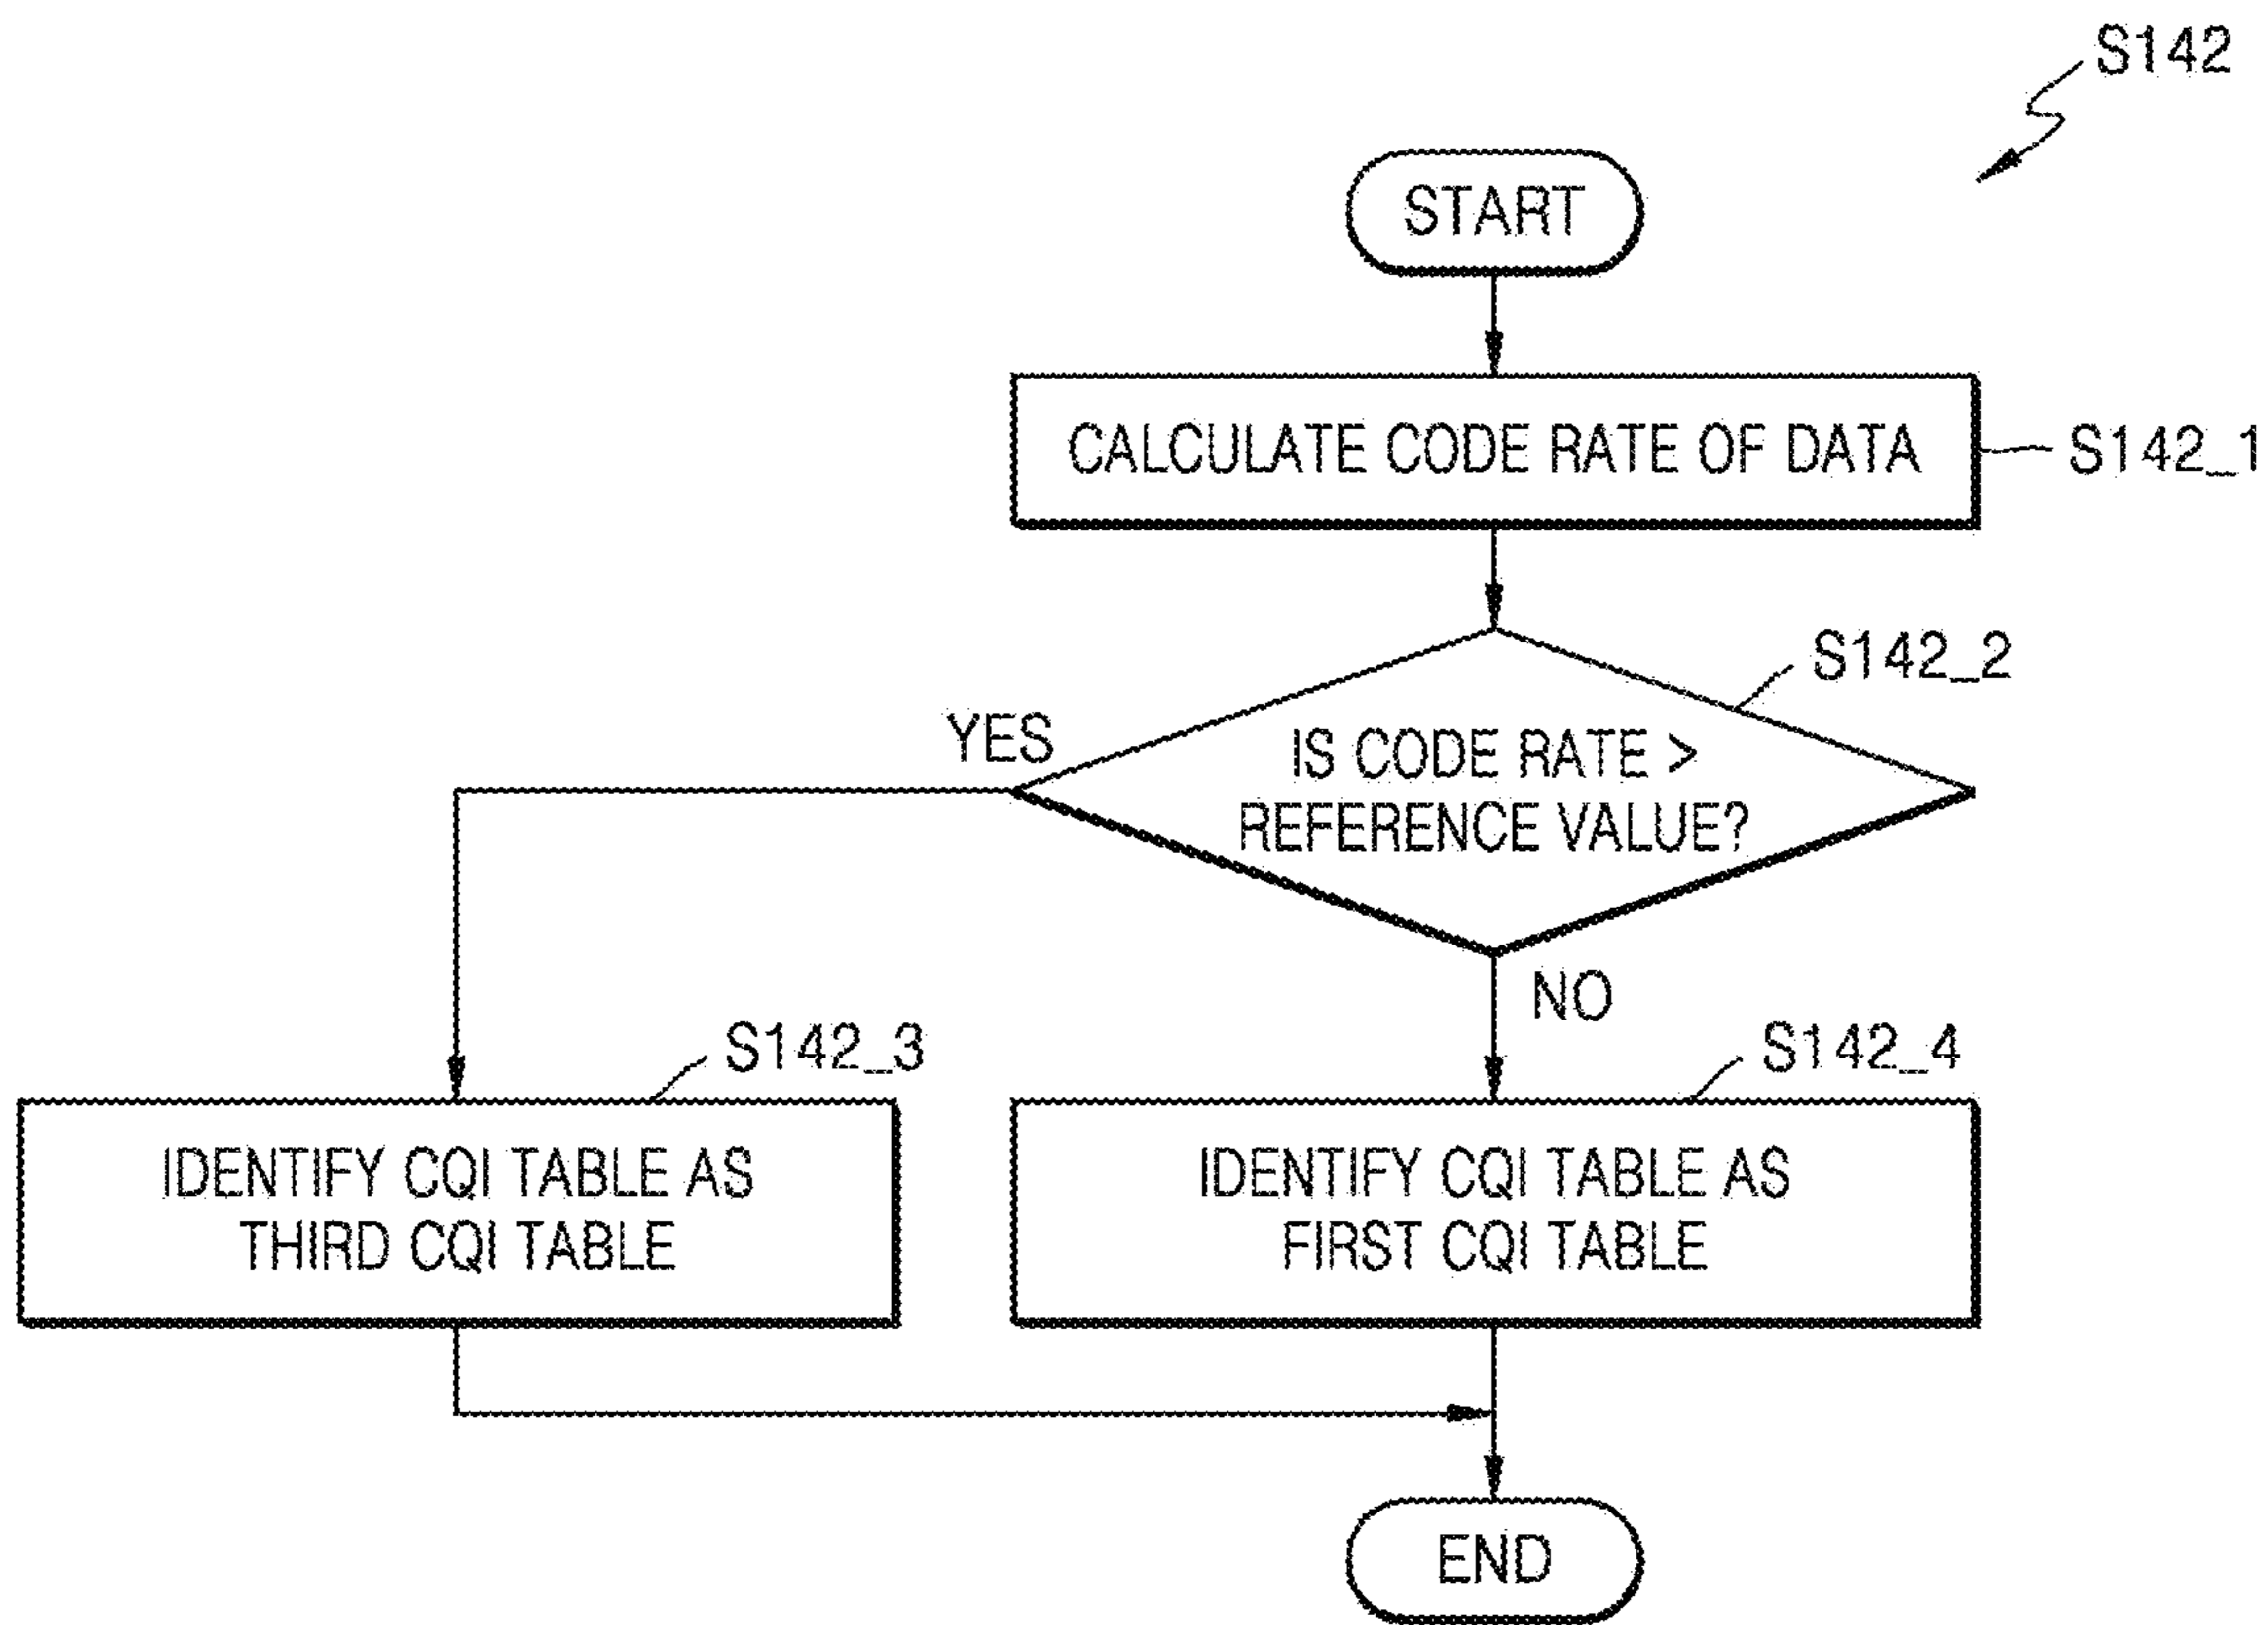 S142
START
CALCULATE CODE RATE OF DATA
S142_1
S142_2
YES
IS CODE RATE >
REFERENCE VALUE?
NO
S142_3
S142_4
IDENTIFY CQI TABLE AS
THIRD CQI TABLE
IDENTIFY CQI TABLE AS
FIRST CQI TABLE
END